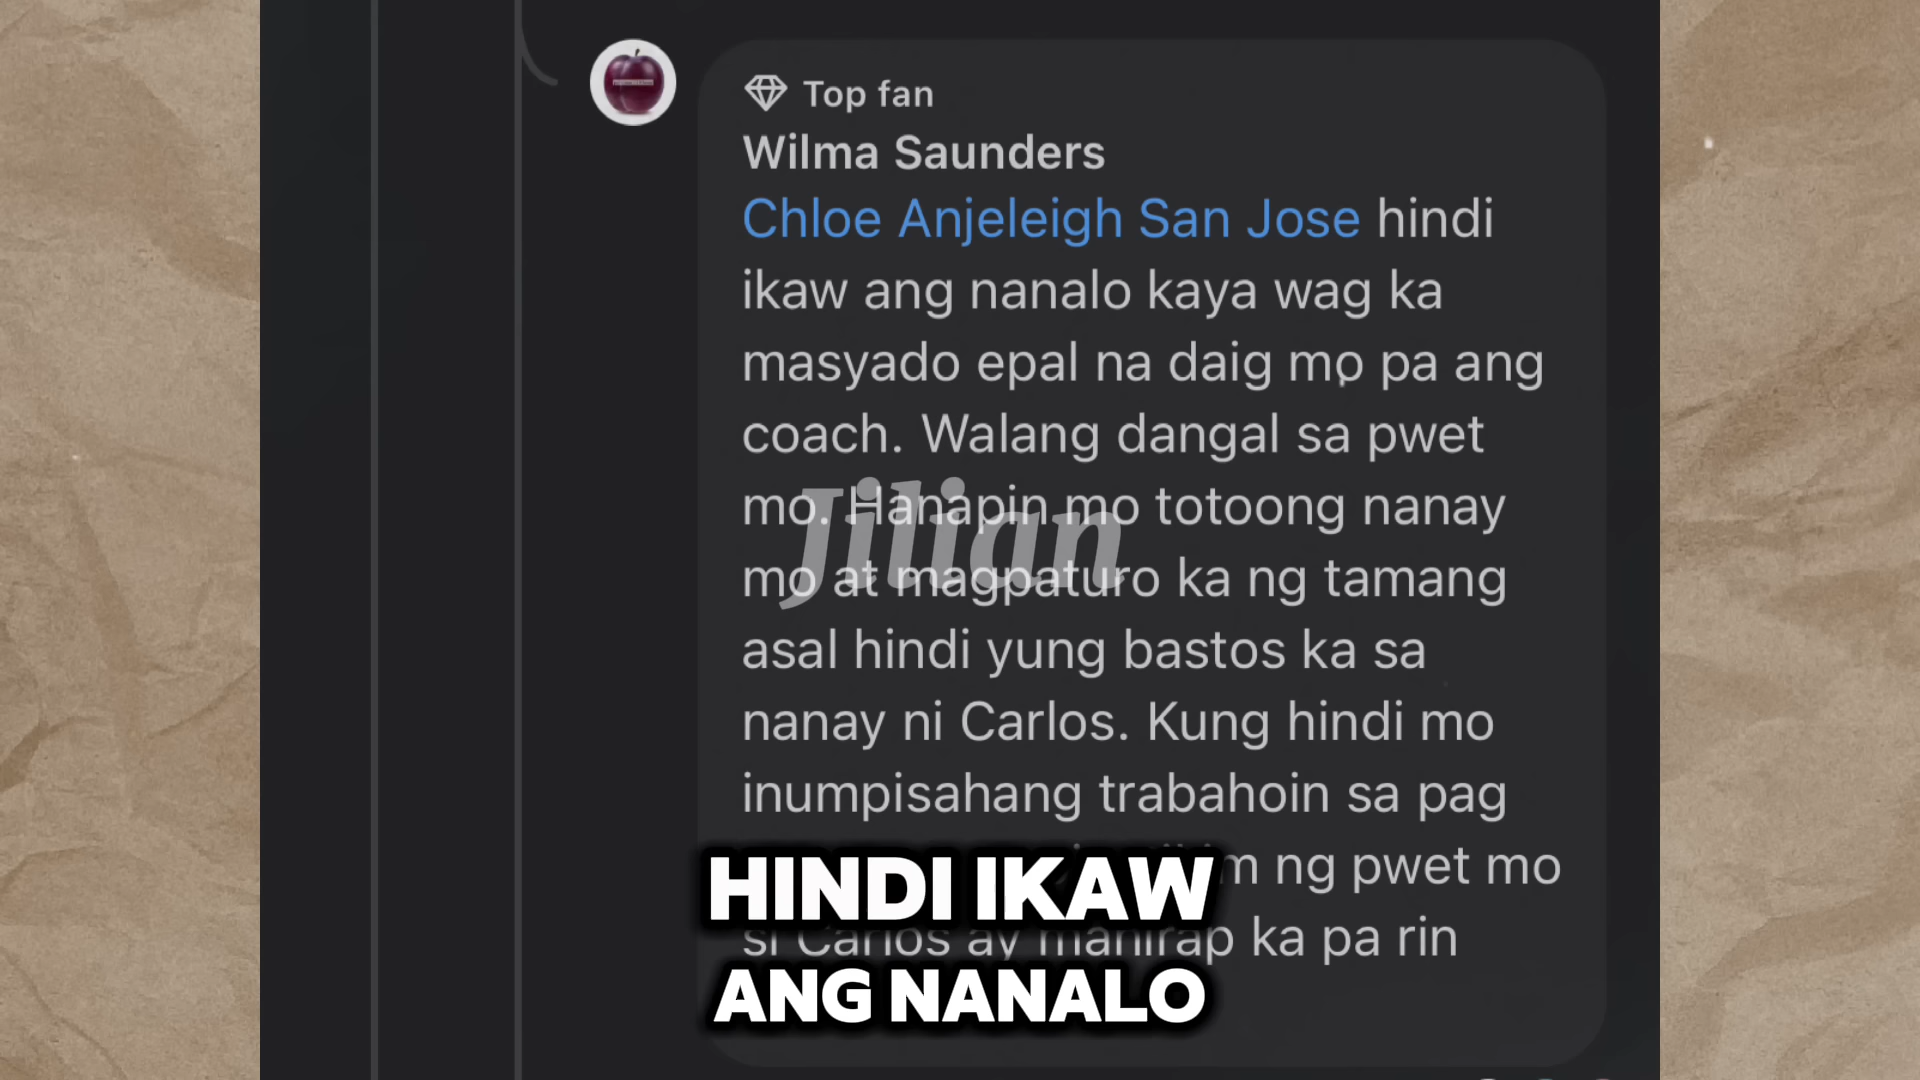 Top fan
Wilma Saunders
Chloe Anjeleigh San Jose hindi
ikaw ang nanalo kaya wag ka
masyado epal na daig mo pa ang
coach. Walang dangal sa pwet
mo. Hanapin mo totoong nanay
Jilian
mo at magpaturo ka ng tamang
asal hindi yung bastos ka sa
nanay ni Carlos. Kung hindi mo
inumpisahang trabahoin sa pag
ng pwet mo
si Carlos ay mahirap ka pa rin
HINDI IKAW
ANG NANALO